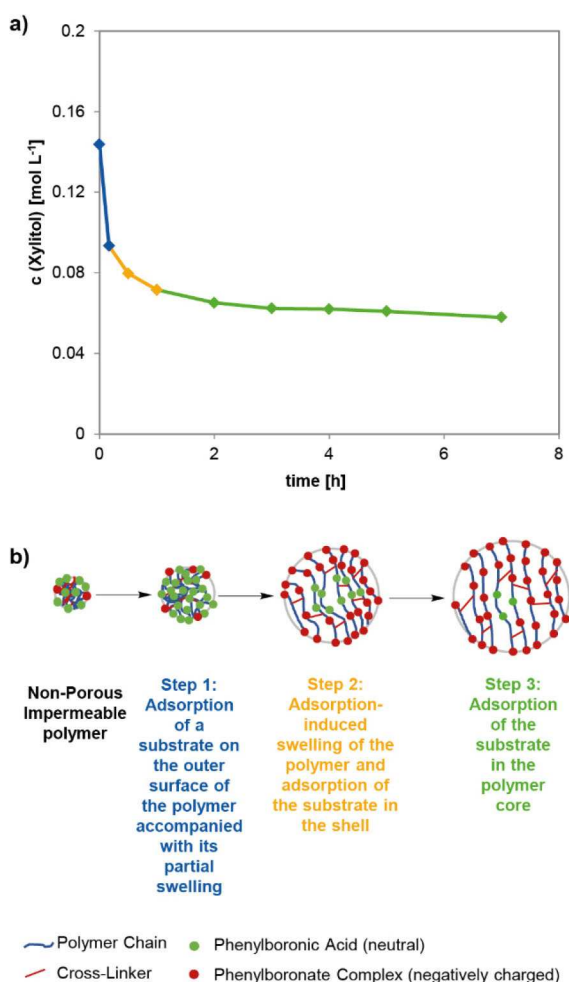 a)
0.2
0.16
0.12
0.08
0.04
0
c (Xylitol) [mol L⁻¹]
0 2 4 6 8
time [h]
b)
Non-Porous
Impermeable
polymer
Step 1:
Adsorption
of a
substrate on
the outer
surface of
the polymer
accompanied
with its
partial
swelling
Step 2:
Adsorption-
induced
swelling of the
polymer and
adsorption of
the substrate in
the shell
Step 3:
Adsorption
of the
substrate
in the
polymer
core
Polymer Chain
Phenylboronic Acid (neutral)
Cross-Linker
Phenylboronate Complex (negatively charged)